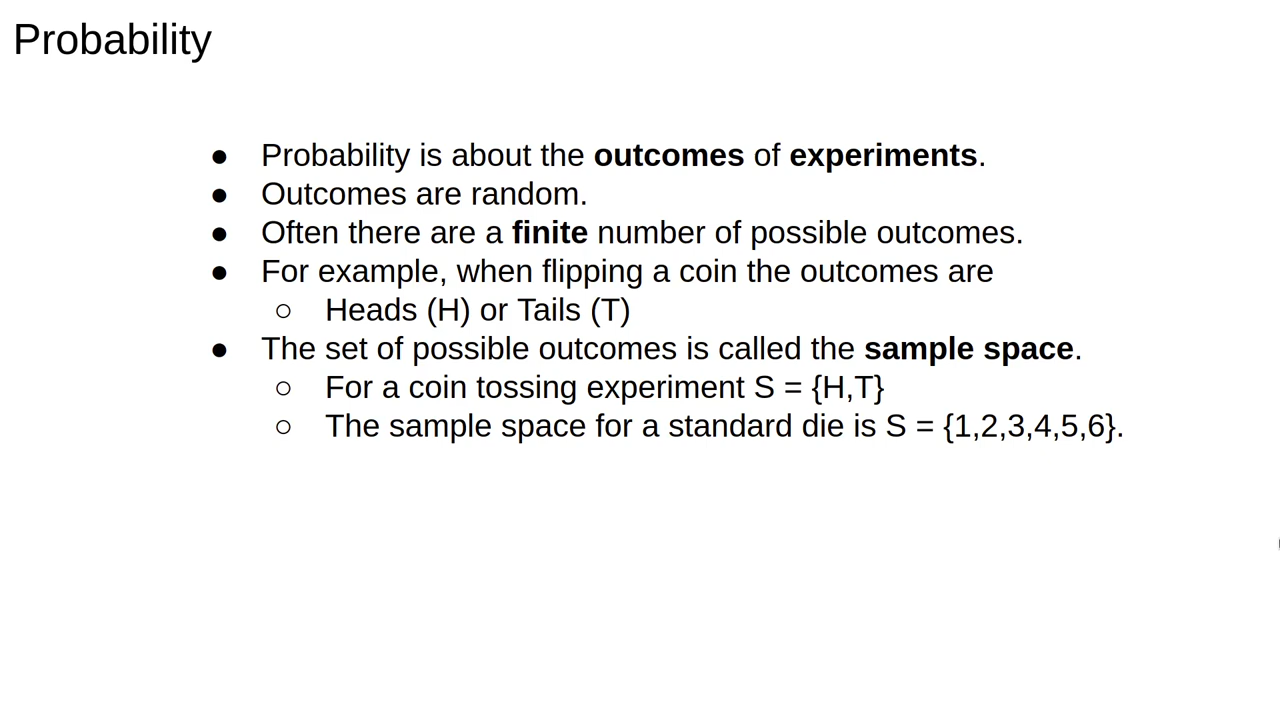 Probability
● Probability is about the outcomes of experiments.
● Outcomes are random.
● Often there are a finite number of possible outcomes.
● For example, when flipping a coin the outcomes are
○ Heads (H) or Tails (T)
● The set of possible outcomes is called the sample space.
○ For a coin tossing experiment S = {H,T}
○ The sample space for a standard die is S = {1,2,3,4,5,6}.